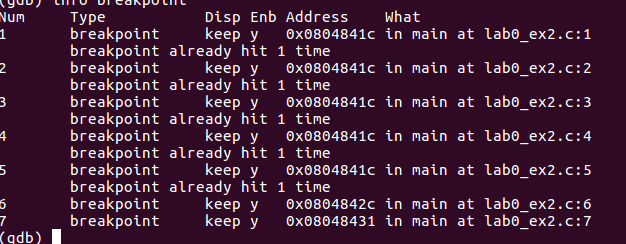 (gdb) info breakpoint
Num     Type           Disp Enb Address    What
1       breakpoint     keep y   0x0804841c in main at lab0_ex2.c:1
        breakpoint already hit 1 time
2       breakpoint     keep y   0x0804841c in main at lab0_ex2.c:2
        breakpoint already hit 1 time
3       breakpoint     keep y   0x0804841c in main at lab0_ex2.c:3
        breakpoint already hit 1 time
4       breakpoint     keep y   0x0804841c in main at lab0_ex2.c:4
        breakpoint already hit 1 time
5       breakpoint     keep y   0x0804841c in main at lab0_ex2.c:5
        breakpoint already hit 1 time
6       breakpoint     keep y   0x0804842c in main at lab0_ex2.c:6
7       breakpoint     keep y   0x08048431 in main at lab0_ex2.c:7
(gdb)